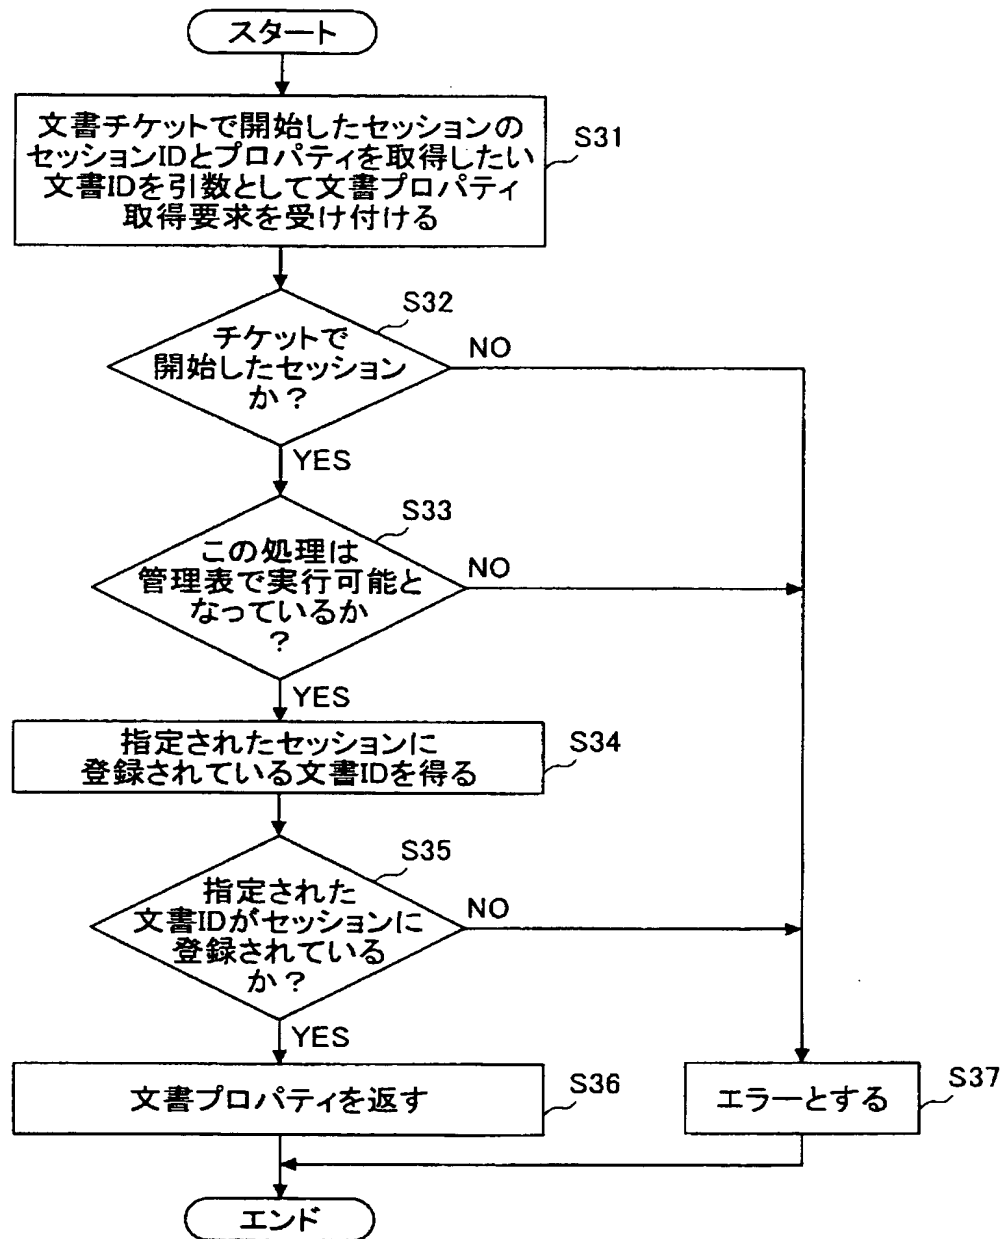 スタート
文書チケットで開始したセッションの
セッションIDとプロパティを取得したい
文書IDを引数として文書プロパティ
取得要求を受け付ける
S31
S32
チケットで
開始したセッション
か？
NO
YES
S33
この処理は
管理表で実行可能と
なっているか
？
NO
YES
指定されたセッションに
登録されている文書IDを得る
S34
S35
指定された
文書IDがセッションに
登録されている
か？
NO
YES
文書プロパティを返す
S36
エラーとする
S37
エンド